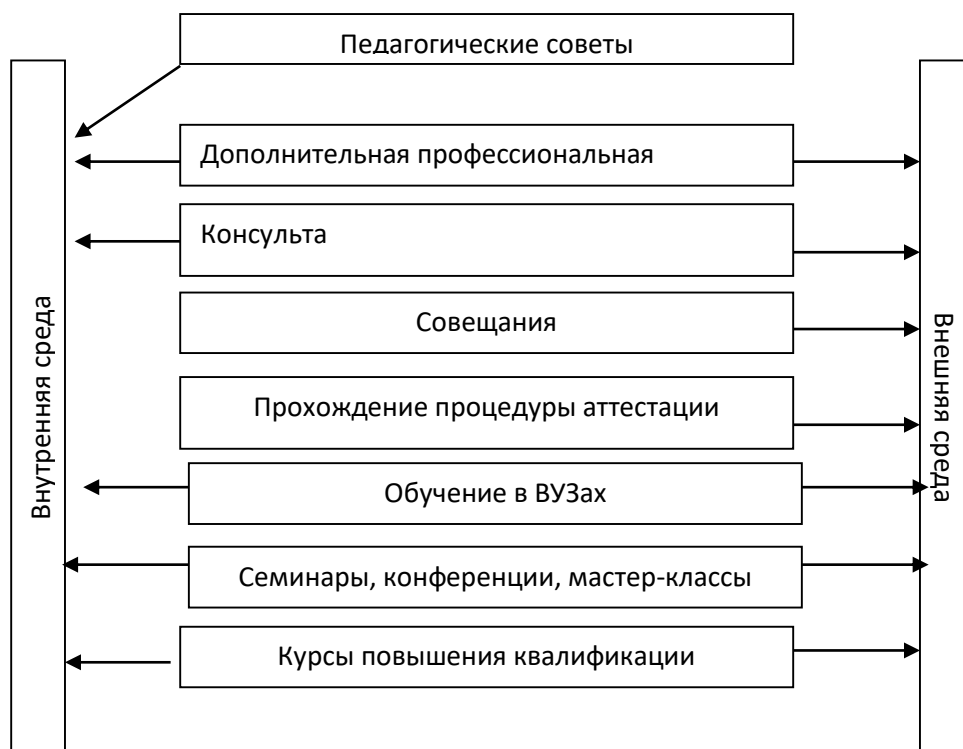 Педагогические советы
Внутренняя среда
Дополнительная профессиональная
Консульта
Совещания
Прохождение процедуры аттестации
Обучение в ВУЗах
Семинары, конференции, мастер-классы
Курсы повышения квалификации
Внешняя среда